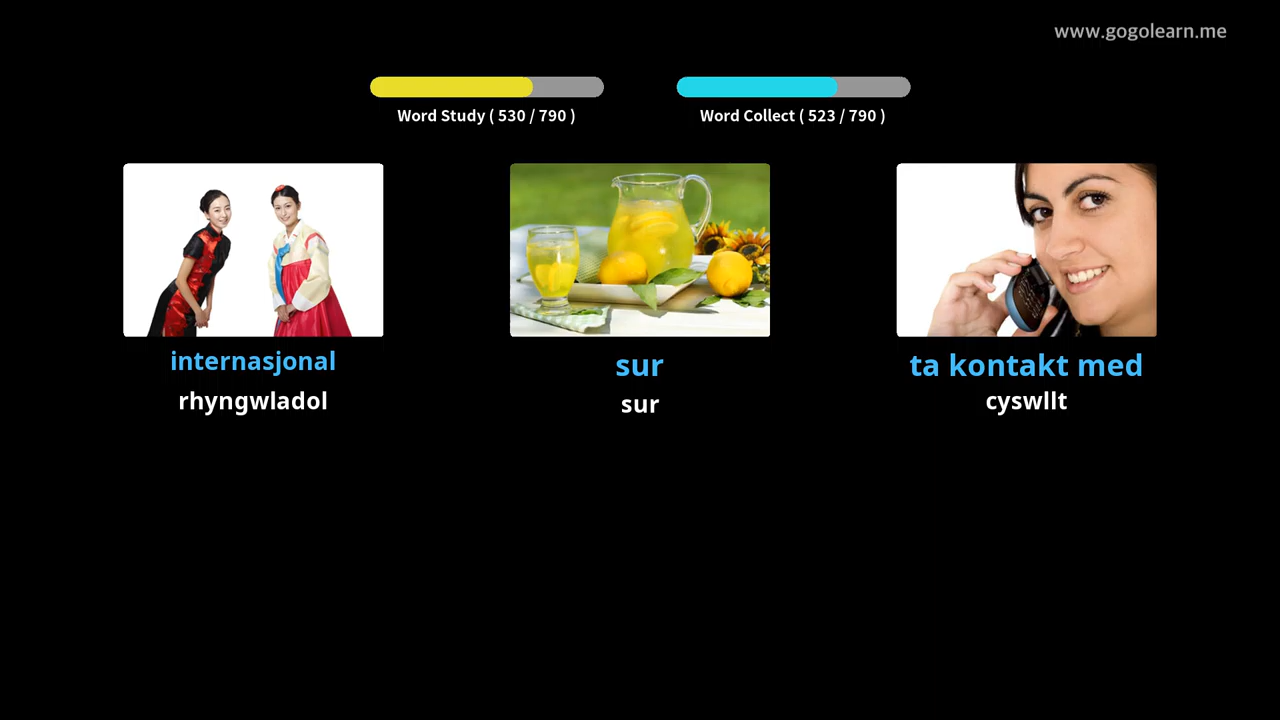 www.gogolearn.me
Word Study ( 530 / 790 )
Word Collect ( 523 / 790 )
internasjonal
sur
ta kontakt med
rhyngwladol
sur
cyswllt